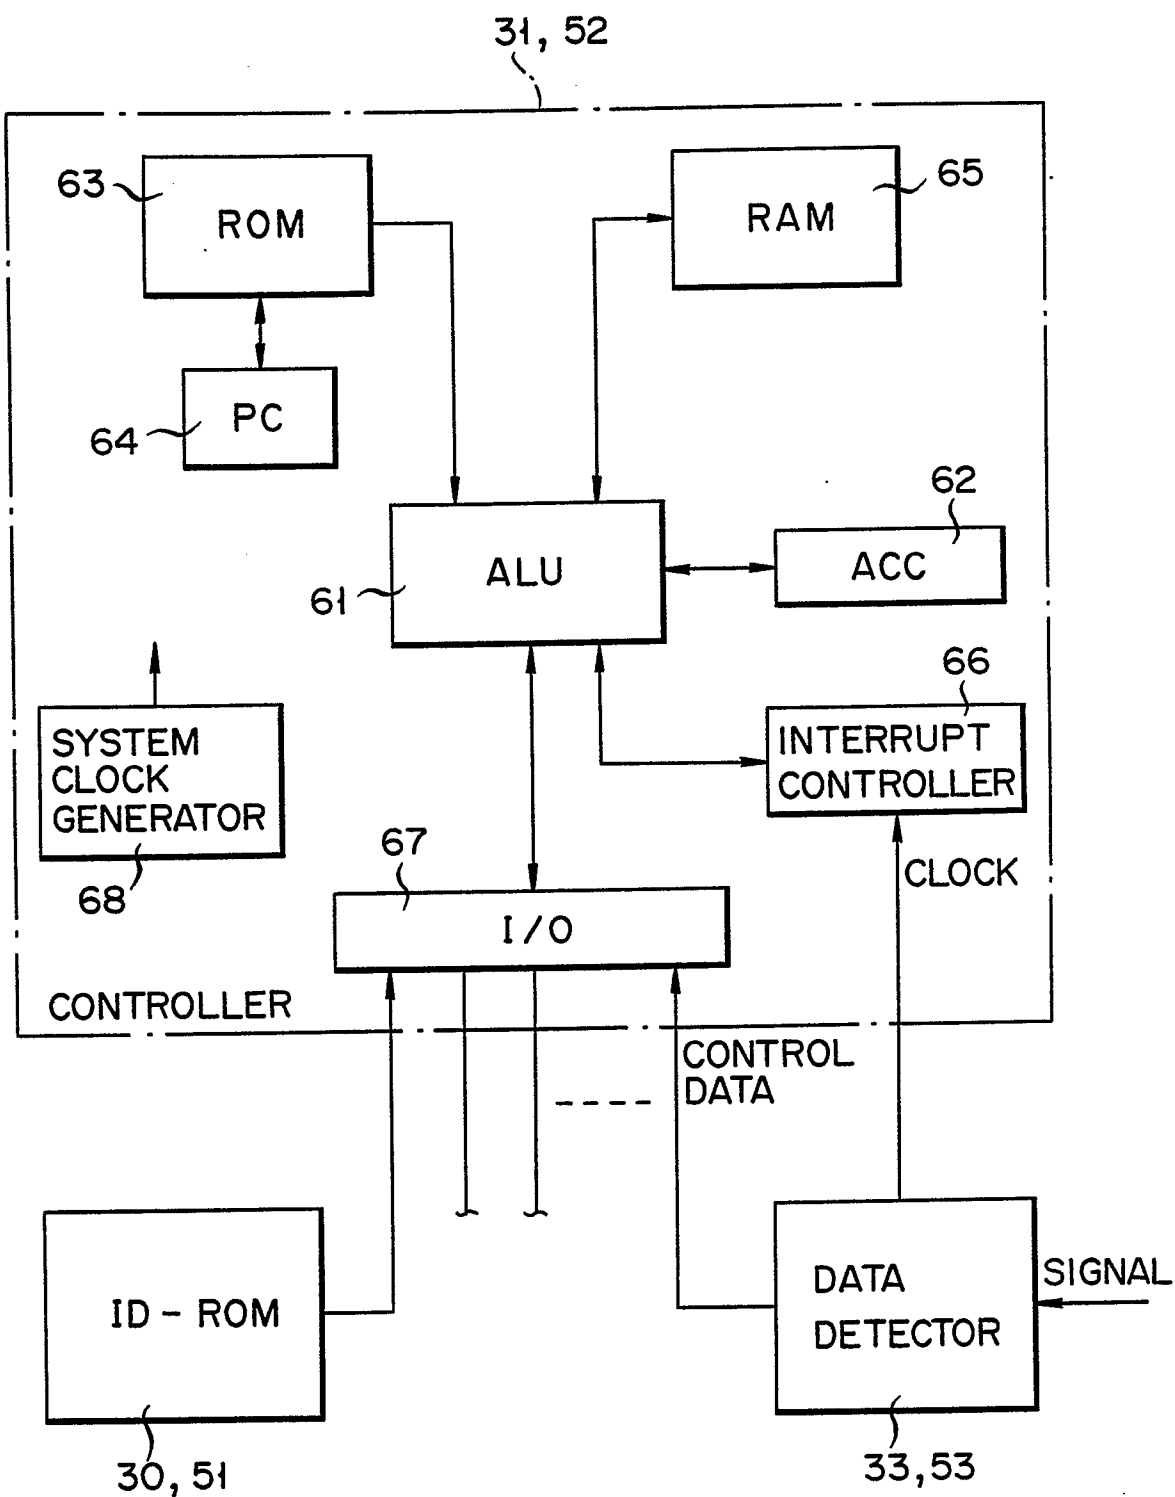 31, 52
63
ROM
RAM
65
64
PC
62
ACC
61
ALU
66
INTERRUPT
CONTROLLER
SYSTEM
CLOCK
GENERATOR
68
67
I/O
CLOCK
CONTROLLER
CONTROL
DATA
ID-ROM
DATA
DETECTOR
SIGNAL
30, 51
33, 53